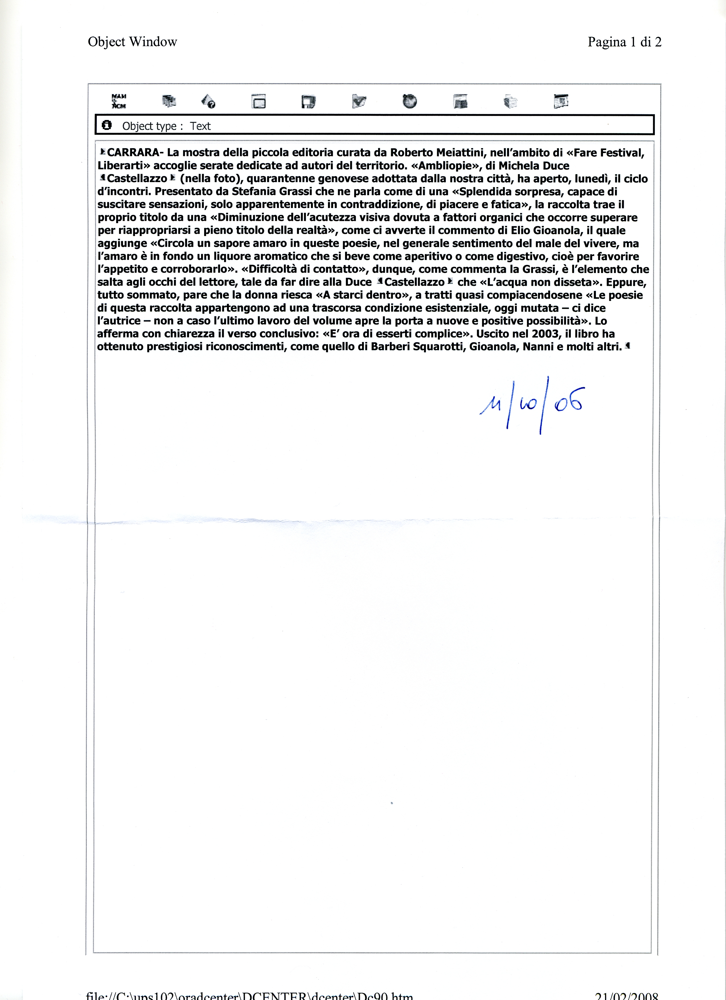 Object Window
Pagina 1 di 2
MAM
ACM
Object type : Text
CARRARA- La mostra della piccola editoria curata da Roberto Meiattini, nell’ambito di «Fare Festival,
Liberarti» accoglie serate dedicate ad autori del territorio. «Ambliopie», di Michela Duce
Castellazzo (nella foto), quarantenne genovese adottata dalla nostra città, ha aperto, lunedì, il ciclo
d’incontri. Presentato da Stefania Grassi che ne parla come di una «Splendida sorpresa, capace di
suscitare sensazioni, solo apparentemente in contraddizione, di piacere e fatica», la raccolta trae il
proprio titolo da una «Diminuzione dell’acutezza visiva dovuta a fattori organici che occorre superare
per riappropriarsi a pieno titolo della realtà», come ci avverte il commento di Elio Gioanola, il quale
aggiunge «Circola un sapore amaro in queste poesie, nel generale sentimento del male del vivere, ma
l’amaro è in fondo un liquore aromatico che si beve come aperitivo o come digestivo, cioè per favorire
l’appetito e corroborarlo». «Difficoltà di contatto», dunque, come commenta la Grassi, è l’elemento che
salta agli occhi del lettore, tale da far dire alla Duce Castellazzo che «L’acqua non disseta». Eppure,
tutto sommato, pare che la donna riesca «A starci dentro», a tratti quasi compiacendosene «Le poesie
di questa raccolta appartengono ad una trascorsa condizione esistenziale, oggi mutata – ci dice
l’autrice – non a caso l’ultimo lavoro del volume apre la porta a nuove e positive possibilità». Lo
afferma con chiarezza il verso conclusivo: «E’ ora di esserti complice». Uscito nel 2003, il libro ha
ottenuto prestigiosi riconoscimenti, come quello di Barberi Squarotti, Gioanola, Nanni e molti altri.
11/10/06
file://C:\ups102\oradcenter\DCENTER\dcenter\Dc90.htm
21/02/2008